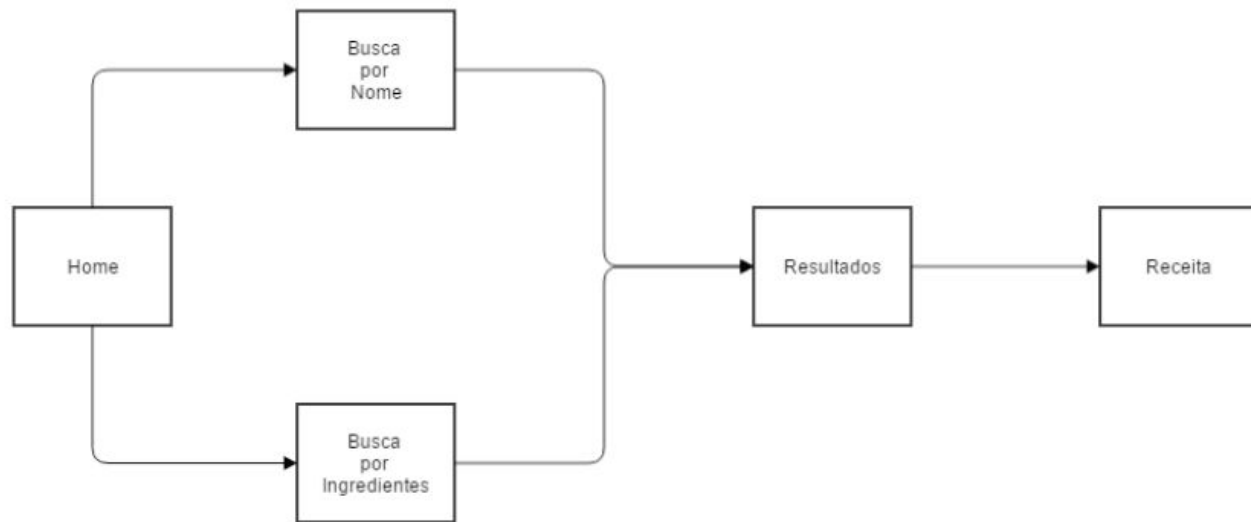 Busca
por
Nome
Home
Resultados
Receita
Busca
por
Ingredientes